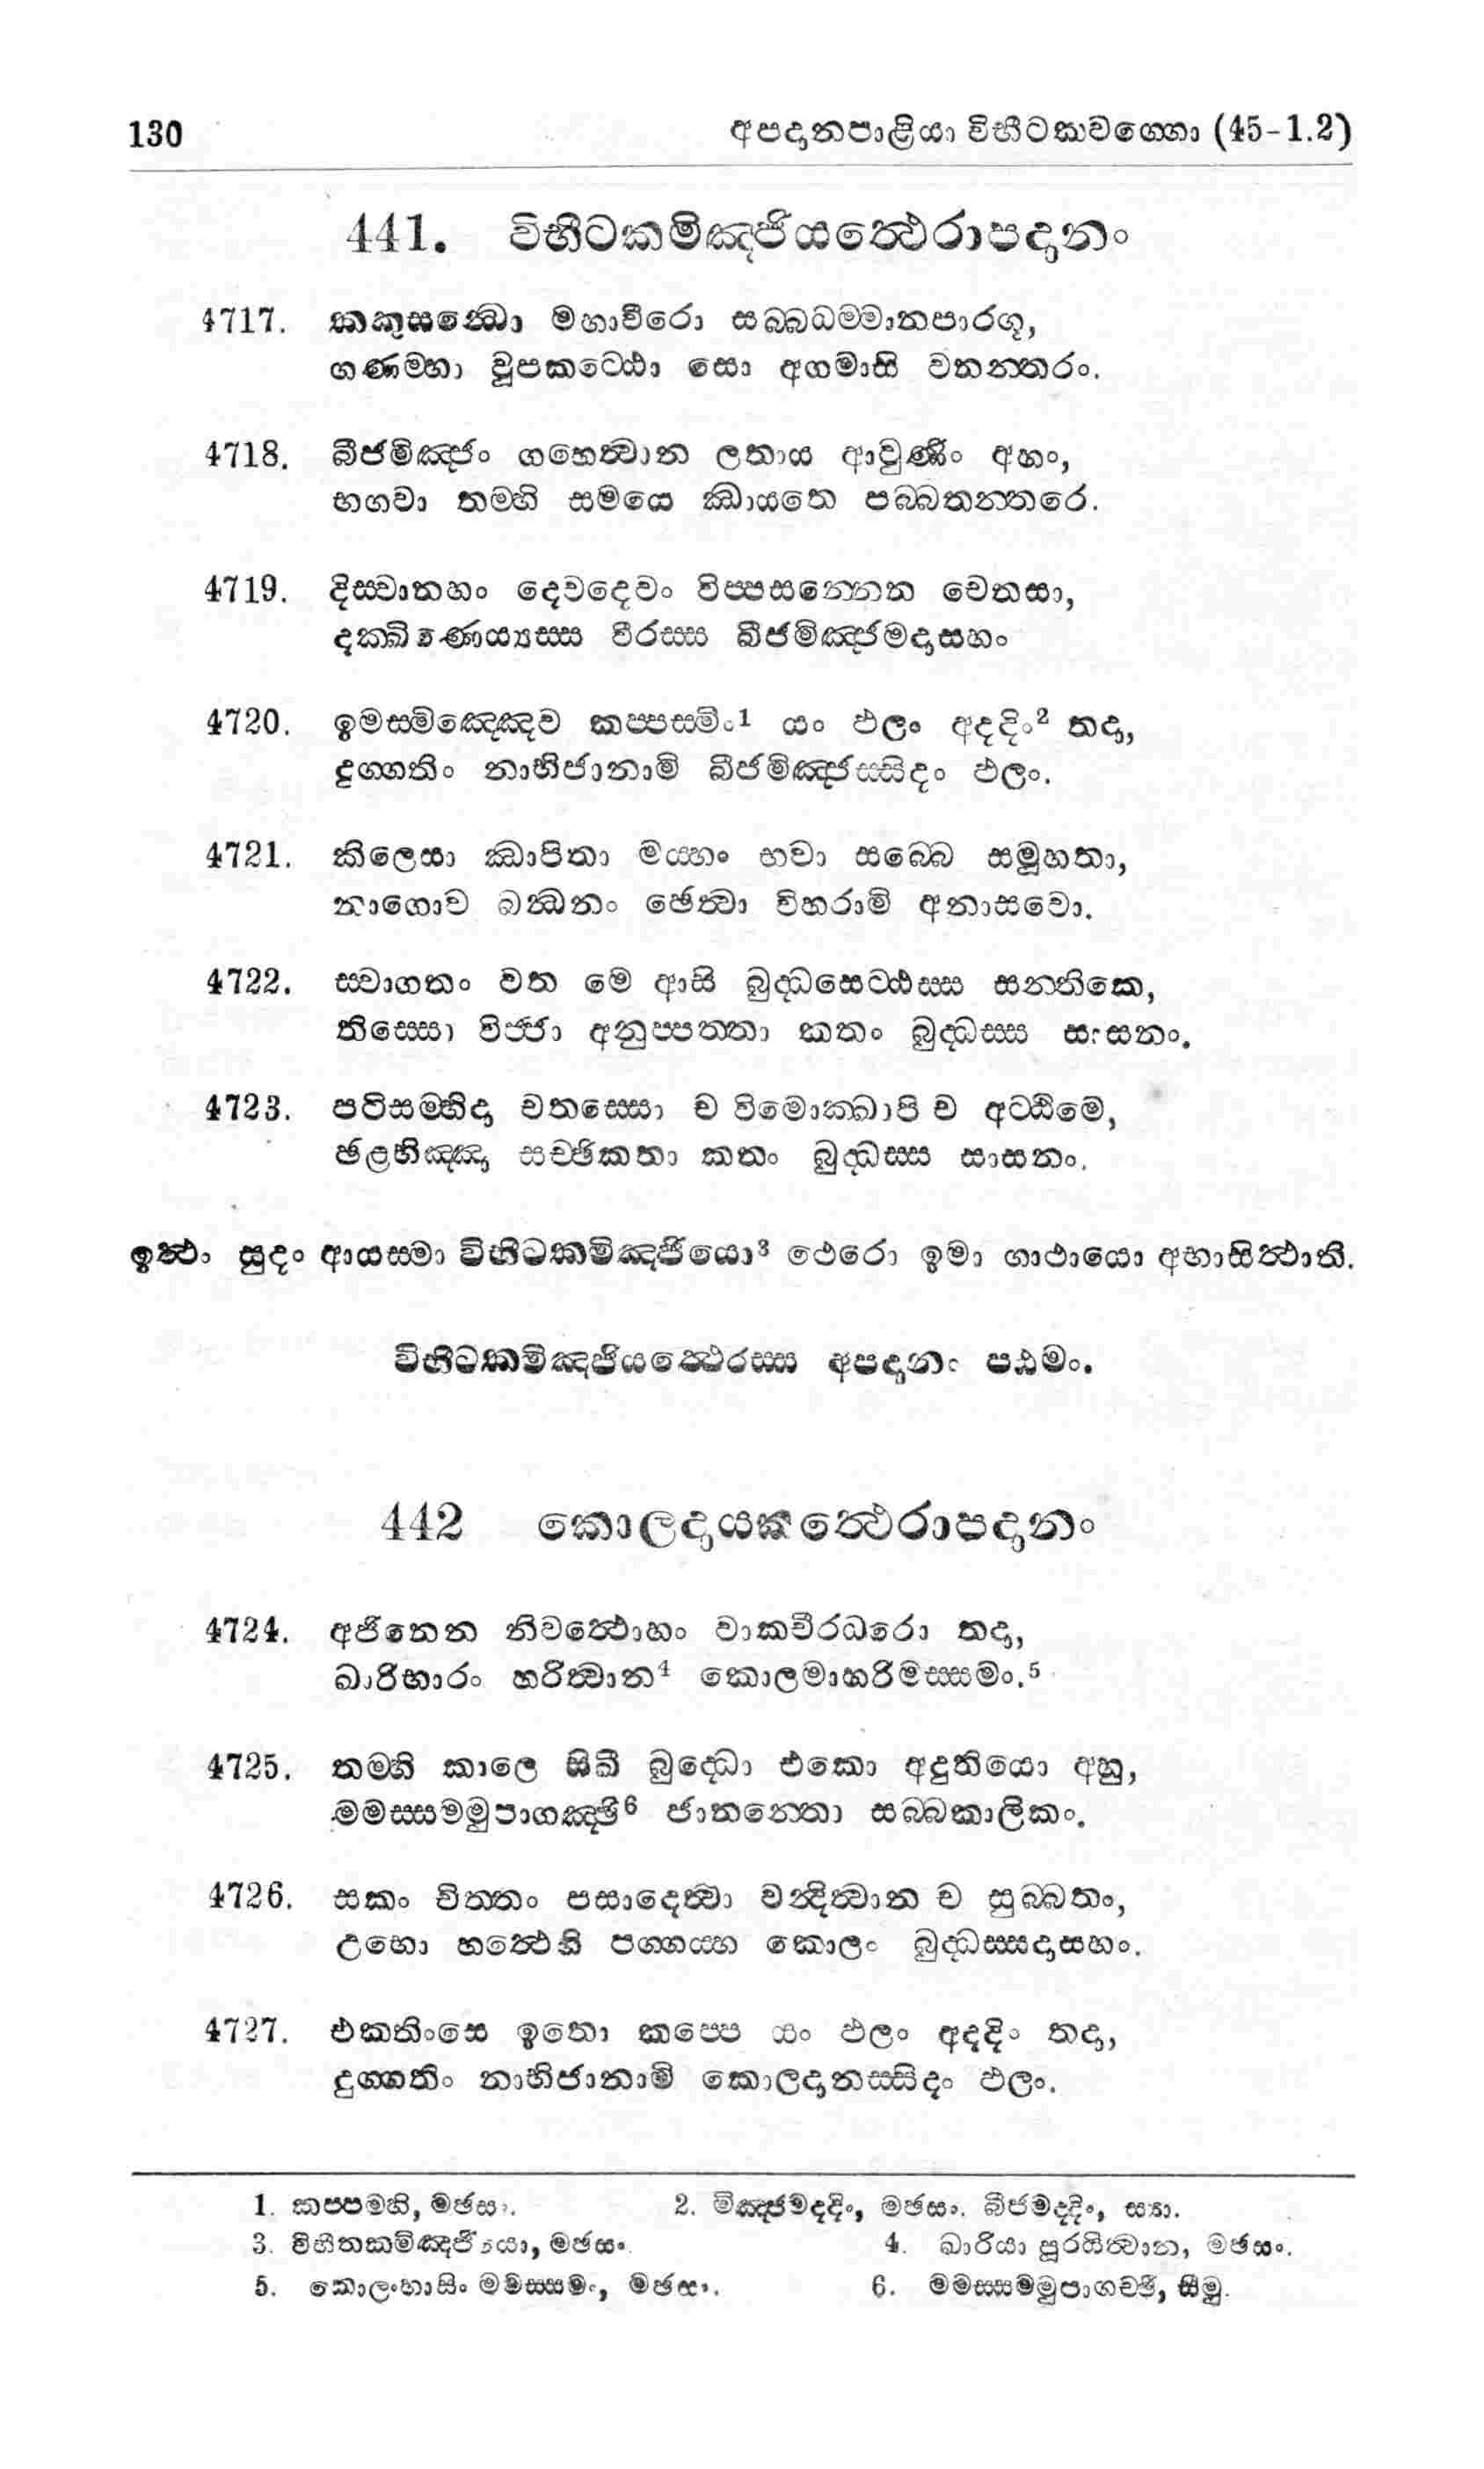 130 අපදානපාළියා විභීටකවග්ගො (45-1.2)
441. විභීටකමිඤ්ජියත්ථෙරාපදානං
4717. කකුසන්ධො මහාවීරො සබ්බධම්මානපාරගූ,
ගණම්හා වූපකට්ඨො සො අගමාසි වනන්තරං.
4718. බීජමිඤ්ජං ගහෙත්වාන ලතාය ආවුණිං අහං,
භගවා තම්හි සමයෙ ඣායතෙ පබ්බතන්තරෙ.
4719. දිස්වානහං දෙවදෙවං විප්පසන්නෙන චෙතසා,
දක්ඛිණෙය්‍යස්ස වීරස්ස බීජමිඤ්ජමදාසහං
4720. ඉමස්මිඤ්ඤෙව කප්පස්මිං1 යං ඵලං අදදිං2 තදා,
දුග්ගතිං නාභිජානාමි බීජමිඤ්ජස්සිදං ඵලං.
4721. කිලෙසා ඣාපිතා මය්හං භවා සබ්බෙ සමූහතා,
නාගොව බන්ධනං ඡෙත්වා විහරාමි අනාසවො.
4722. ස්වාගතං වත මෙ ආසි බුද්ධසෙට්ඨස්ස සන්තිකෙ,
තිස්සො විජ්ජා අනුප්පත්තා කතං බුද්ධස්ස සාසනං.
4723. පටිසම්භිදා චතස්සො ච විමොක්ඛාපි ච අට්ඨිමෙ,
ඡළභිඤ්ඤා සච්ඡිකතා කතං බුද්ධස්ස සාසනං.
ඉත්ථං සුදං ආයස්මා විභීටකමිඤ්ජියො3 ථෙරො ඉමා ගාථායො අභාසිත්ථාති.
විභීටකමිඤ්ජියත්ථෙරස්ස අපදානං පඨමං.
442 කොලදායකත්ථෙරාපදානං
4724. අජිනෙන නිවත්ථොහං වාකචීරධරො තදා,
ඛාරිභාරං හරිත්වාන4 කොලමාහරිමස්සමං.5
4725. තම්හි කාලෙ සිඛී බුද්ධො එකො අදුතියො අහු,
මමස්සමමුපාගඤ්ඡි6 ජානන්තො සබ්බකාලිකං.
4726. සකං චිත්තං පසාදෙත්වා වන්දිත්වාන ච සුබ්බතං,
උභො හත්ථෙහි පග්ගය්හ කොලං බුද්ධස්සදාසහං.
4727. එකතිංසෙ ඉතො කප්පෙ යං ඵලං අදදිං තදා,
දුග්ගතිං නාභිජානාමි කොලදානස්සිදං ඵලං.
1. කප්පම්හි, මඡසං. 2. මිඤ්ජමදදිං, මඡසං. බීජමදදිං, ස්‍යා.
3. විභීතකමිඤ්ජියො, මඡසං. 4. ඛාරියා පූරයිත්වාන, මඡසං.
5. කොලංහාසිං මමස්සමං, මඡසං. 6. මමස්සමමුපාගච්ඡි, සීමු.